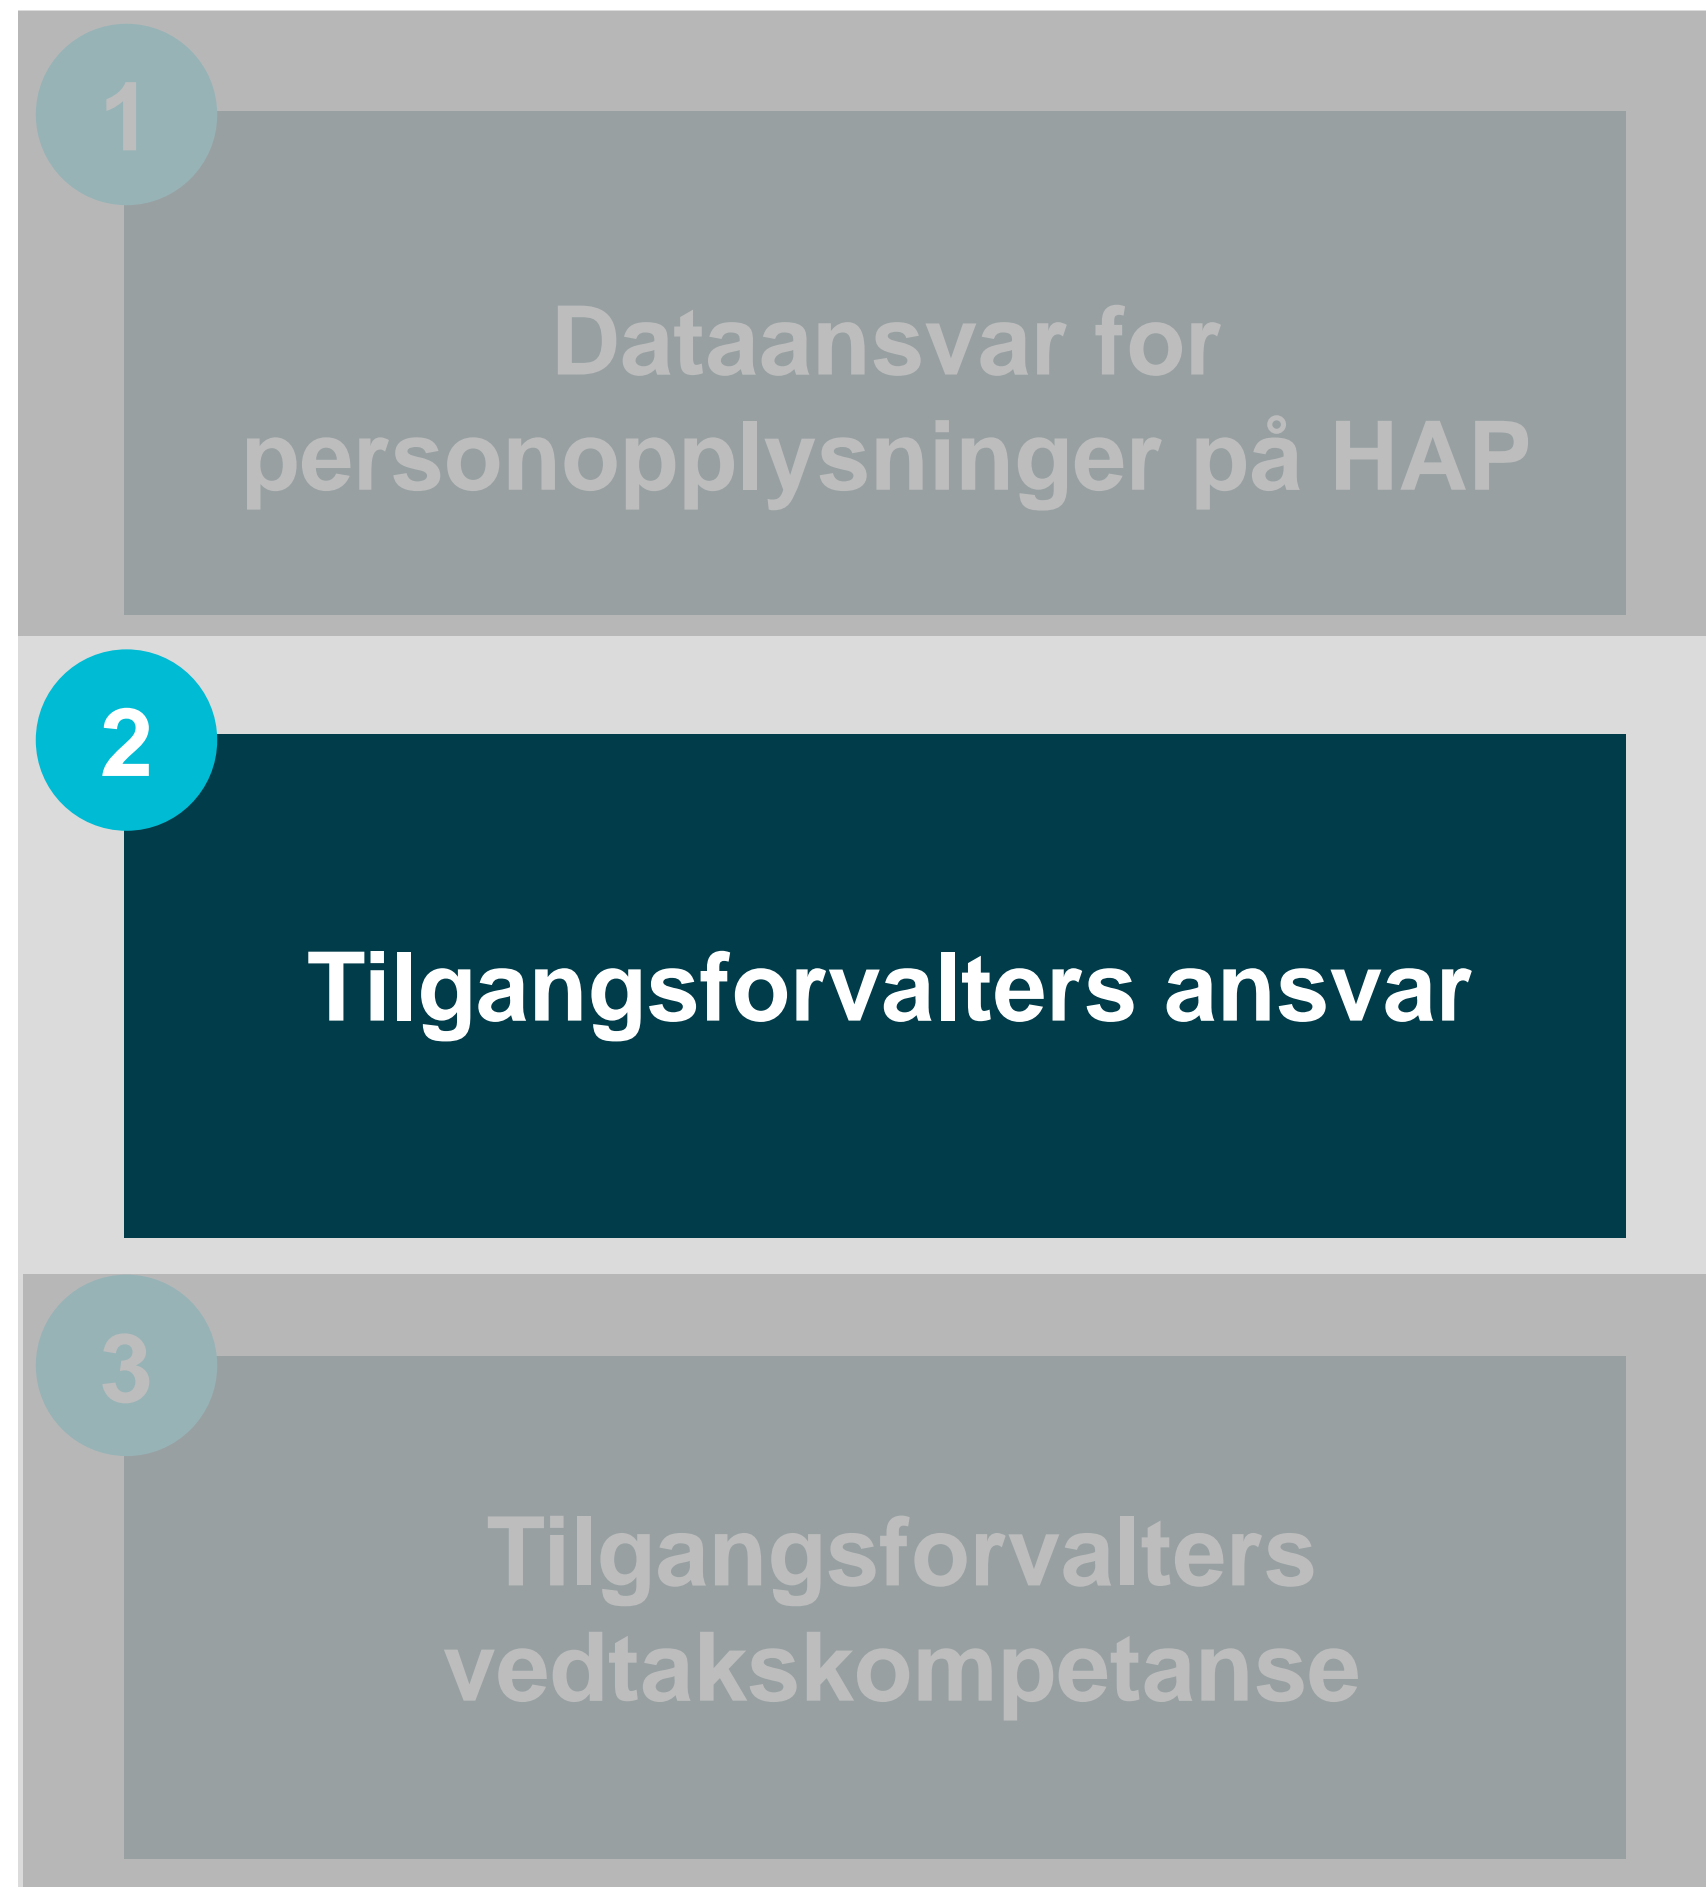 1
Dataansvar for
personopplysninger på HAP
2
Tilgangsforvalters ansvar
3
Tilgangsforvalters
vedtakskompetanse